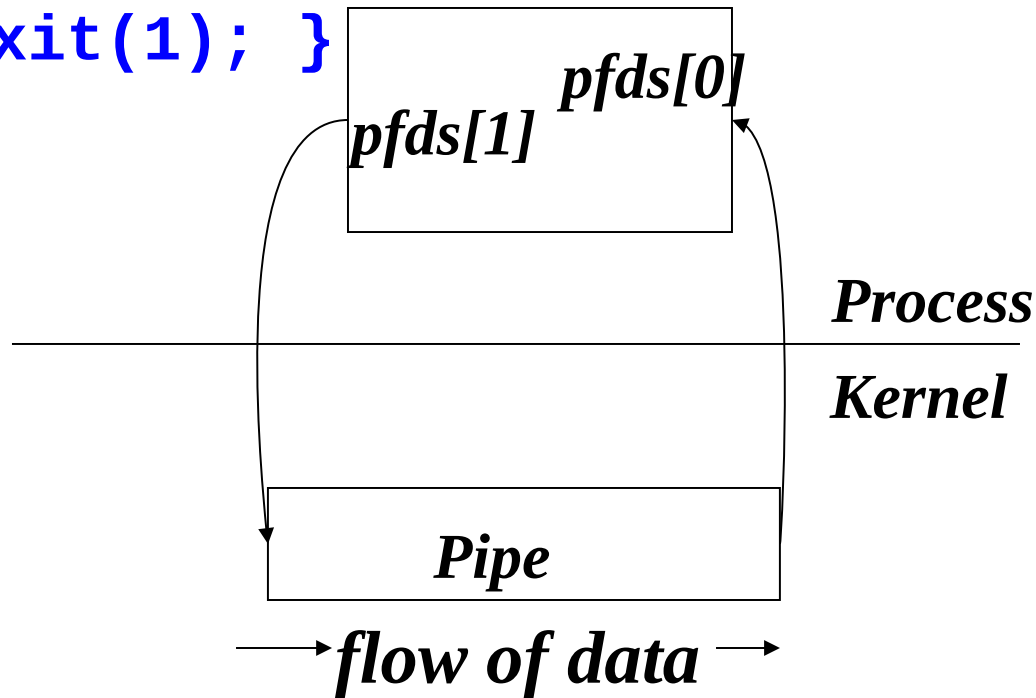 xit(1); }
pfds[0]
pfds[1]
Process
Kernel
Pipe
flow of data